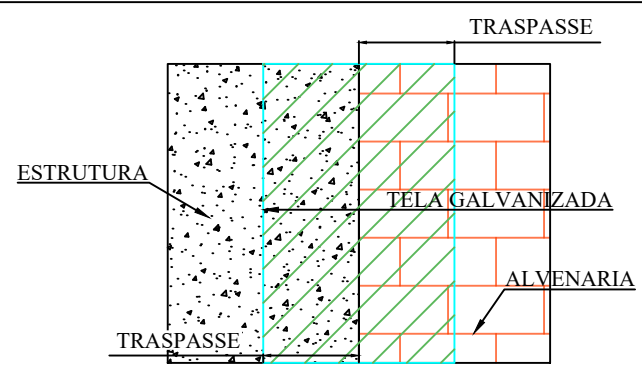 TRASPASSE
ESTRUTURA
TELA GALVANIZADA
ALVENARIA
TRASPASSE